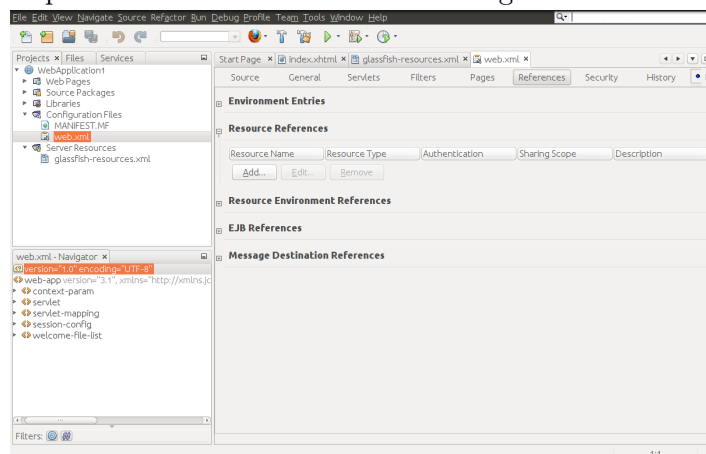 File Edit View Navigate Source Refactor Run Debug Profile Team Tools Window Help
Projects Files Services
WebApplication1
Web Pages
Source Packages
Libraries
Configuration Files
MANIFEST.MF
web.xml
Server Resources
glassfish-resources.xml
Start Page index.xhtml glassfish-resources.xml web.xml
Source General Servlets Filters Pages References Security History
Environment Entries
Resource References
Resource Name Resource Type Authentication Sharing Scope Description
Add... Edit... Remove
Resource Environment References
EJB References
Message Destination References
web.xml - Navigator
version="1.0" encoding="UTF-8"
web-app version="3.1", xmlns="http://xmlns.jc
context-param
servlet
servlet-mapping
session-config
welcome-file-list
Filters: